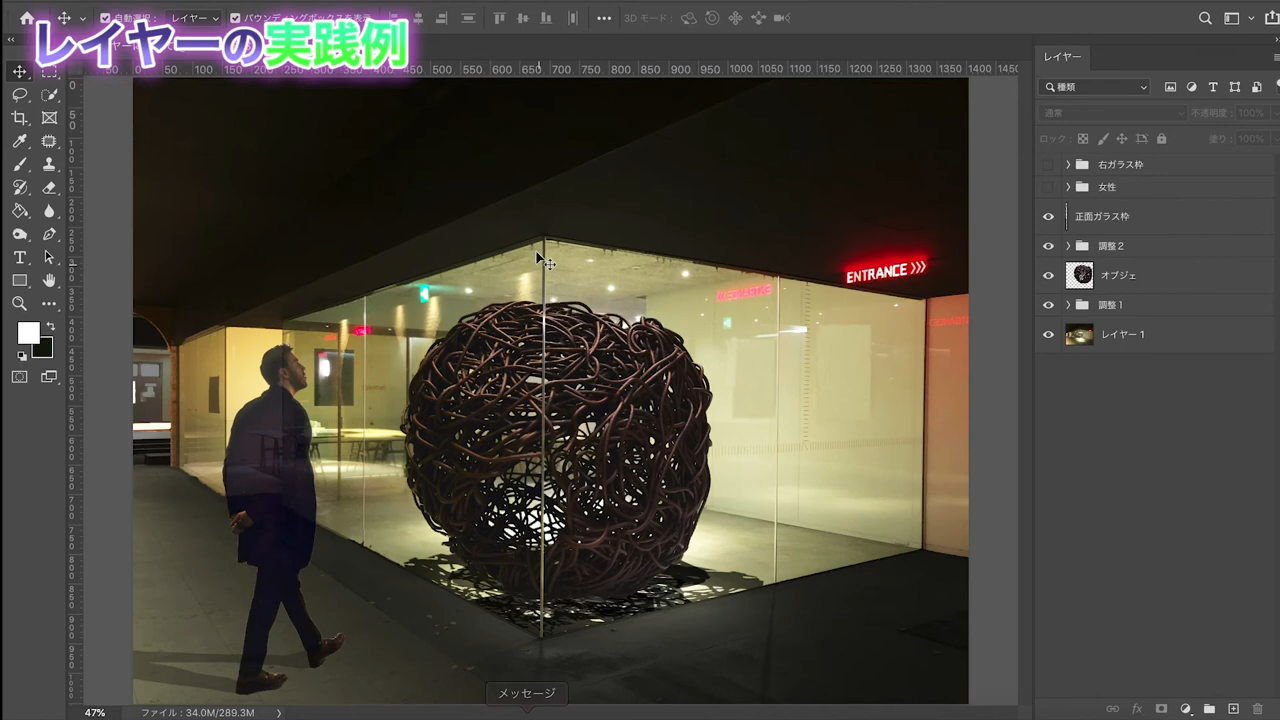 自動選択：
レイヤー
バウンディングボックスを表示
3D モード：
レイヤーの実践例
50 0 50 100 150 200 250 300 350 400 450 500 550 600 650 700 750 800 850 900 950 1000 1050 1100 1150 1200 1250 1300 1350 1400 1450
レイヤー
種類
通常
不透明度： 100%
ロック：
塗り： 100%
右ガラス枠
女性
正面ガラス枠
調整２
オブジェ
調整１
レイヤー 1
ENTRANCE
メッセージ
47%
ファイル：34.0M/289.3M